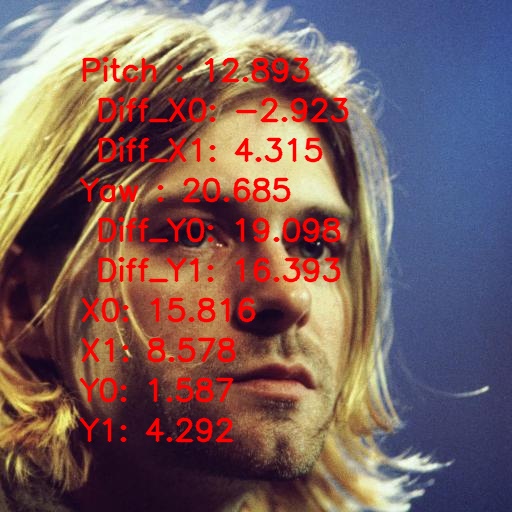 Pitch : 12.893
Diff_X0: -2.923
Diff_X1: 4.315
Yaw : 20.685
Diff_Y0: 19.098
Diff_Y1: 16.393
X0: 15.816
X1: 8.578
Y0: 1.587
Y1: 4.292